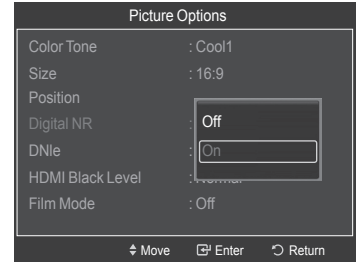 Picture Options
Color Tone : Cool1
Size : 16:9
Position
Digital NR : Off
DNIe : On
HDMI Black Level : Normal
Film Mode : Off
Move Enter Return